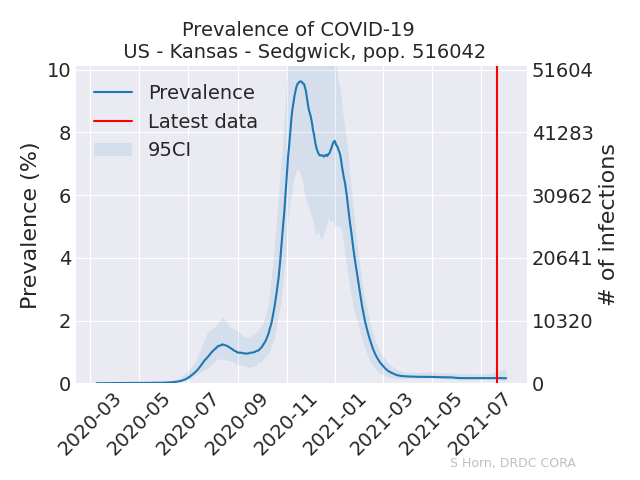 Prevalence of COVID-19
US - Kansas - Sedgwick, pop. 516042
Prevalence
Latest data
95CI
Prevalence (%)
10
8
6
4
2
0
51604
41283
30962
20641
10320
0
# of infections
2020-03
2020-05
2020-07
2020-09
2020-11
2021-01
2021-03
2021-05
2021-07
S Horn, DRDC CORA